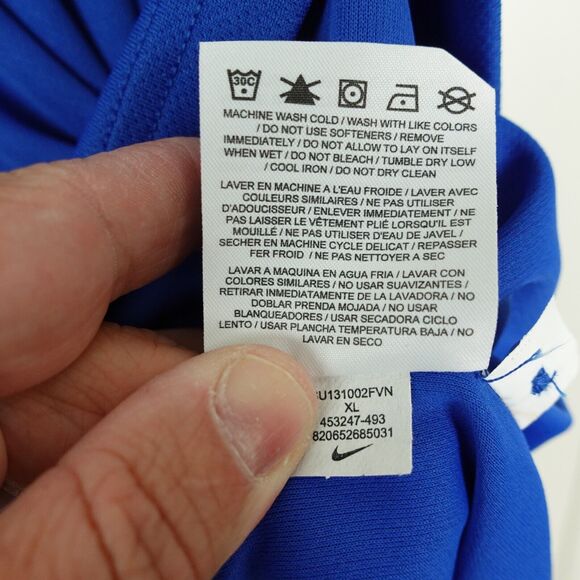 30C
MACHINE WASH COLD / WASH WITH LIKE COLORS
/ DO NOT USE SOFTENERS / REMOVE
IMMEDIATELY / DO NOT ALLOW TO LAY ON ITSELF
WHEN WET / DO NOT BLEACH / TUMBLE DRY LOW
/ COOL IRON / DO NOT DRY CLEAN
LAVER EN MACHINE A L'EAU FROIDE / LAVER AVEC
COULEURS SIMILAIRES / NE PAS UTILISER
D'ADOUCISSEUR / ENLEVER IMMEDIATEMENT / NE
PAS LAISSER LE VÊTEMENT PLIÉ LORSQU'IL EST
MOUILLÉ / NE PAS UTILISER D'EAU DE JAVEL /
SECHER EN MACHINE CYCLE DELICAT / REPASSER
FER FROID / NE PAS NETTOYER A SEC
LAVAR A MAQUINA EN AGUA FRIA / LAVAR CON
COLORES SIMILARES / NO USAR SUAVIZANTES /
RETIRAR INMEDIATAMENTE DE LA LAVADORA / NO
DOBLAR PRENDA MOJADA / NO USAR
BLANQUEADORES / USAR SECADORA CICLO
LENTO / USAR PLANCHA TEMPERATURA BAJA / NO
LAVAR EN SECO
U131002FVN
XL
453247-493
820652685031